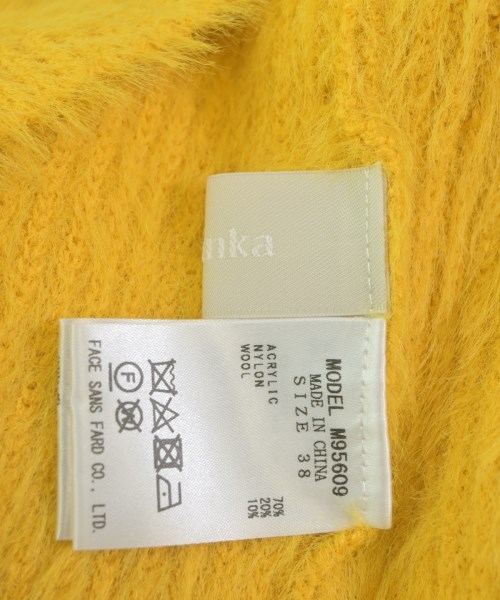 nka
MODEL M95609
MADE IN CHINA
SIZE 38
ACRYLIC 70%
NYLON 20%
WOOL 10%
F
FACE SANS FARD CO., LTD.